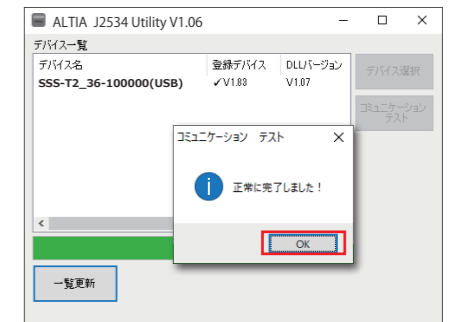 ALTIA J2534 Utility V1.06
デバイス一覧
デバイス名 登録デバイス DLLバージョン
SSS-T2_36-100000(USB) ✓V1.83 V1.07
デバイス選択
コミュニケーション
テスト
コミュニケーション テスト
正常に完了しました！
OK
一覧更新